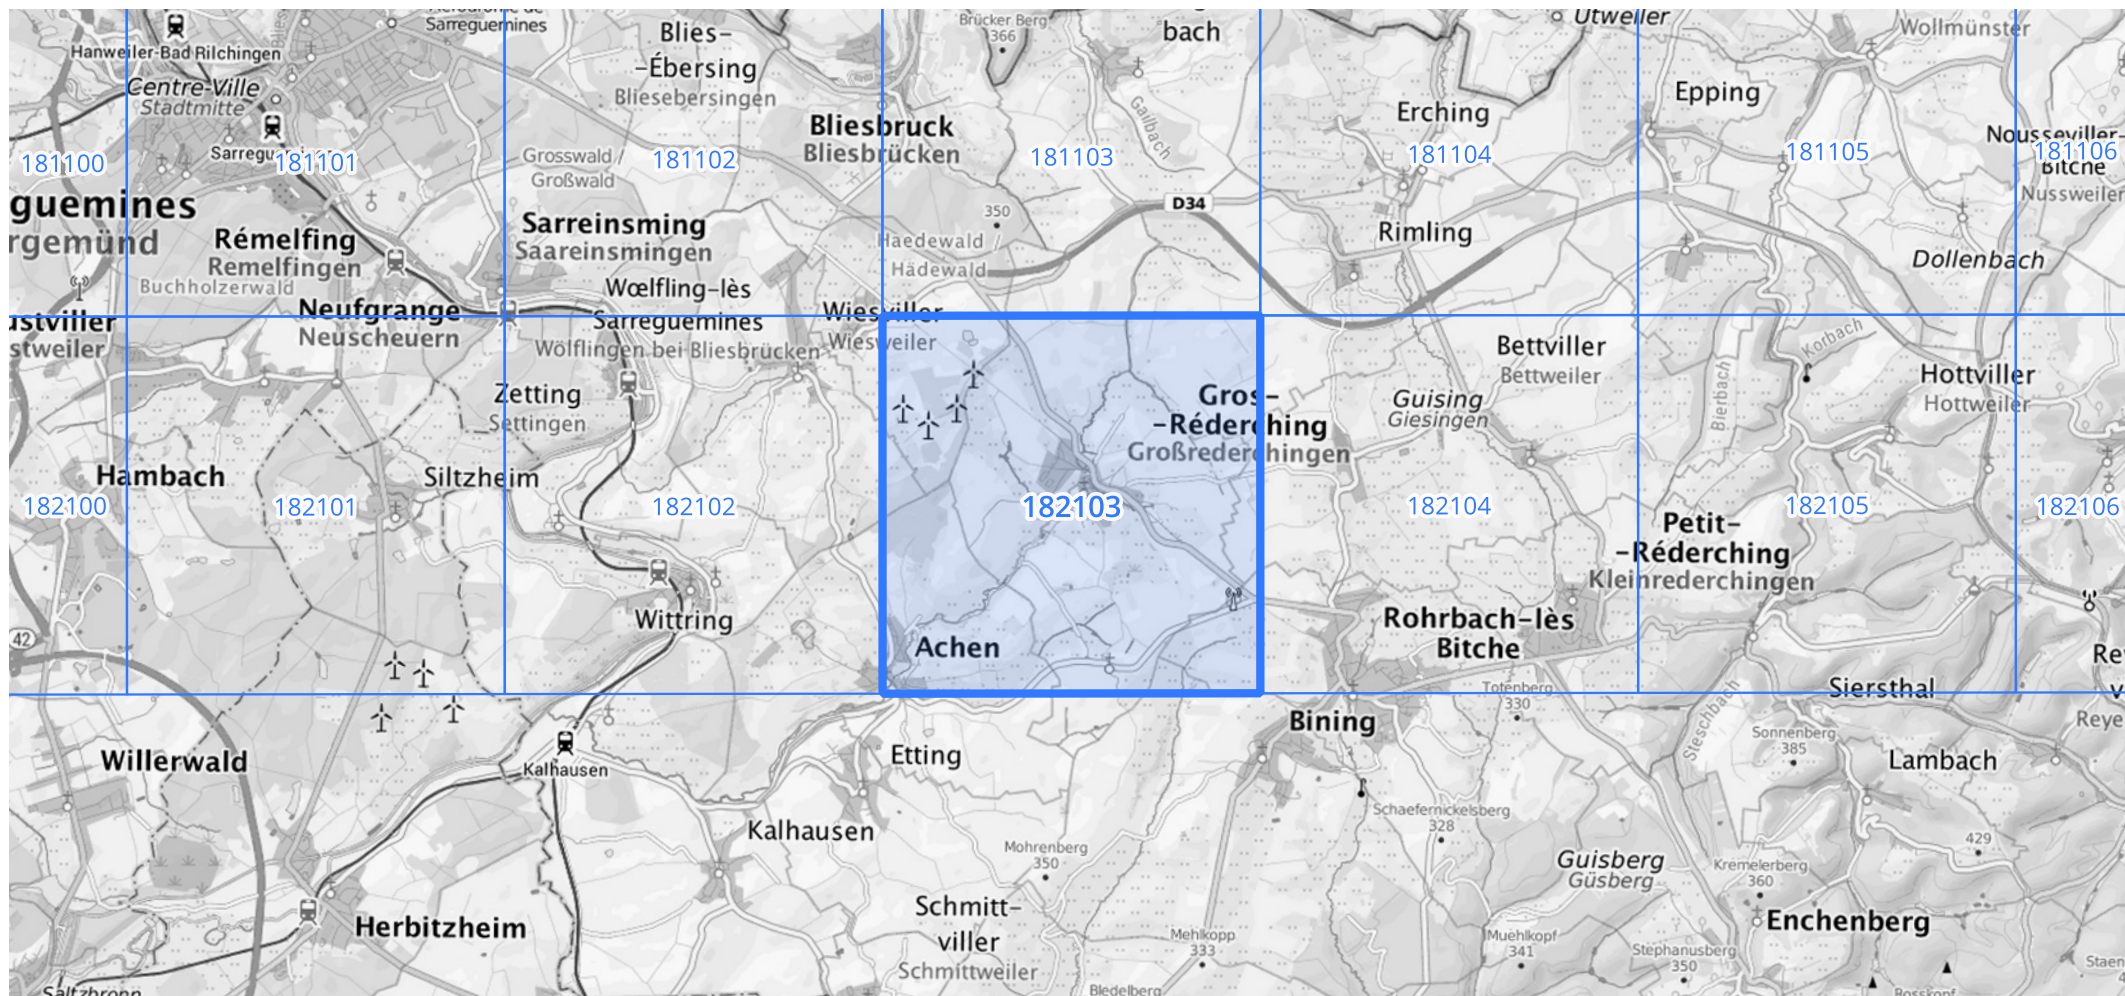 Hanweiler-Bad Rilchingen
Sarreguemines
Centre-Ville
Stadtmitte
181100
181101
guemines
rgemünd
Rémelfing
Remelfingen
Buchholzerwald
Neufgrange
Neuscheuern
Blies-
-Ébersing
Bliesebersingen
Grosswald /
Großwald
181102
Sarreinsming
Saareinsmingen
Wœlfling-lès
Sarreguemines
Wölflingen bei Bliesbrücken
Bliesbruck
Bliesbrücken
Brücker Berg
366
bach
Gailbach
181103
350
Haedewald /
Hädewald
D34
Wiesviller
Wiesweiler
Utweiler
Erching
181104
Rimling
Wollmünster
Epping
181105
Nousseviller-
181106
Bitche
Nussweiler
Dollenbach
Zetting
Settingen
Hambach
Siltzheim
182100
182101
182102
42
Wittring
Gros-
-Réderching
Großrederchingen
182103
Achen
Bettviller
Bettweiler
Guising
Giesingen
182104
Rohrbach-lès
Bitche
Bierbach
Korbach
Hottviller
Hottweiler
182105
182106
Petit-
-Réderching
Kleinrederchingen
Siersthal
Willerwald
Kalhausen
Herbitzheim
Etting
Kalhausen
Mohrenberg
350
Schmitt-
viller
Schmittweiler
Mehlkopp
333
Bledelberg
Bining
Totenberg
330
Schaefernickelsberg
328
Muehlkopf
341
Guisberg
Güsberg
Stephanusberg
350
Steschbach
Sonnenberg
385
Lambach
429
Kremelerberg
360
Enchenberg